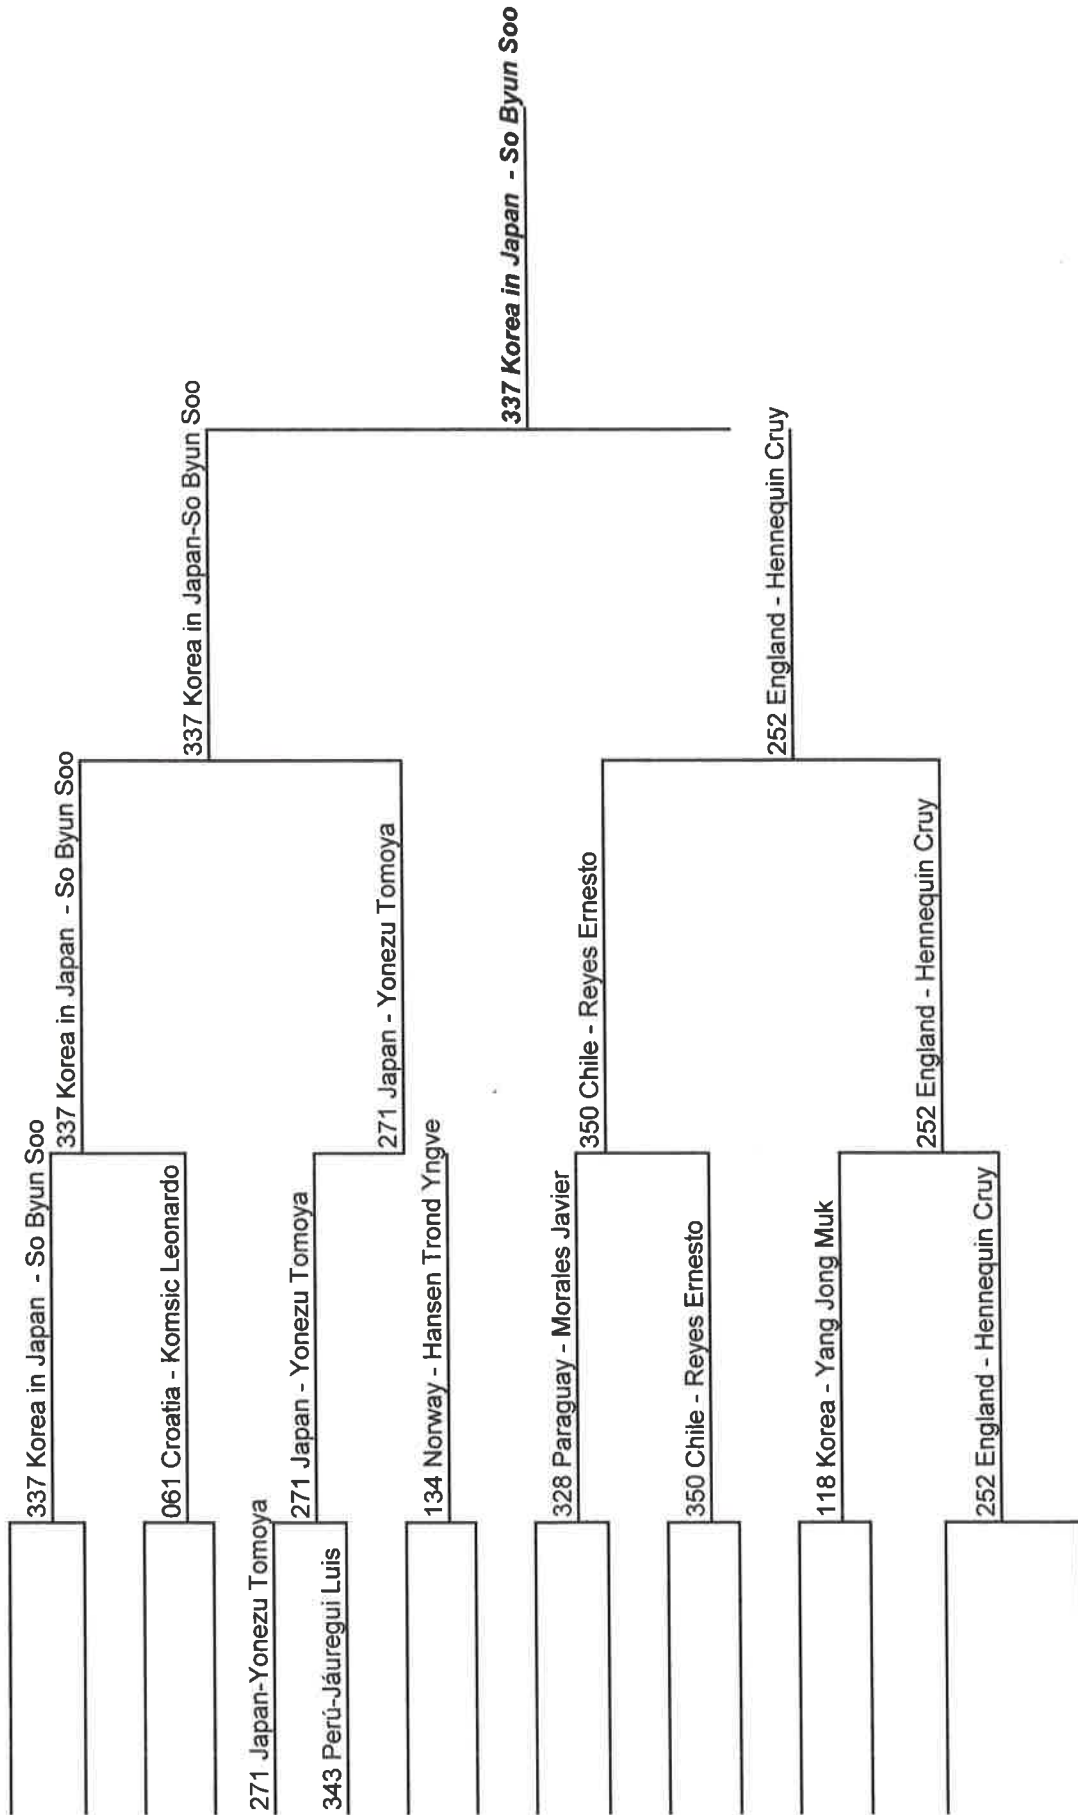 337 Korea in Japan - So Byun Soo
061 Croatia - Komsic Leonardo
271 Japan-Yonezu Tomoya
343 Perú-Jáuregui Luis
271 Japan - Yonezu Tomoya
134 Norway - Hansen Trond Yngve
328 Paraguay - Morales Javier
350 Chile - Reyes Ernesto
118 Korea - Yang Jong Muk
252 England - Hennequin Cruy
337 Korea in Japan - So Byun Soo
271 Japan - Yonezu Tomoya
350 Chile - Reyes Ernesto
252 England - Hennequin Cruy
337 Korea in Japan-So Byun Soo
252 England - Hennequin Cruy
337 Korea in Japan - So Byun Soo